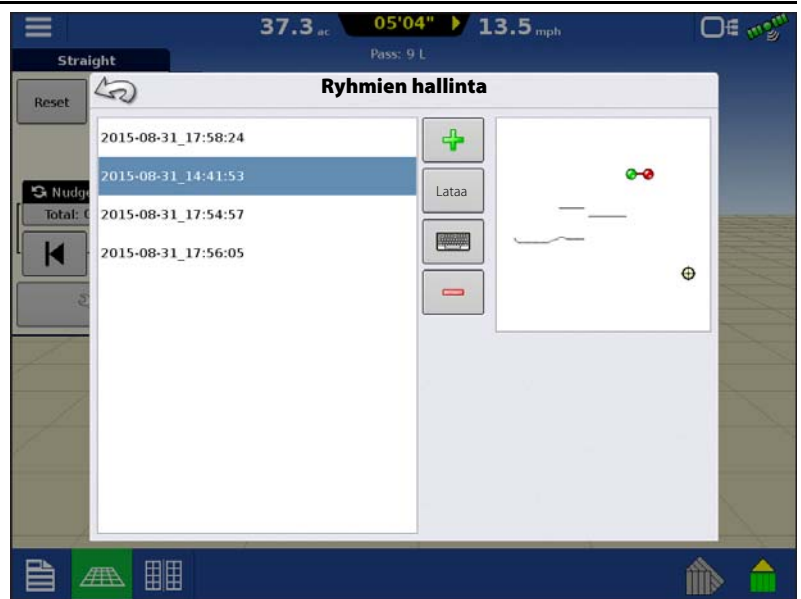 37.3 ac 05'04" 13.5 mph
Pass: 9 L
Straight
Ryhmien hallinta
Reset
2015-08-31_17:58:24
2015-08-31_14:41:53
Lataa
Nudge
Total:
2015-08-31_17:54:57
2015-08-31_17:56:05